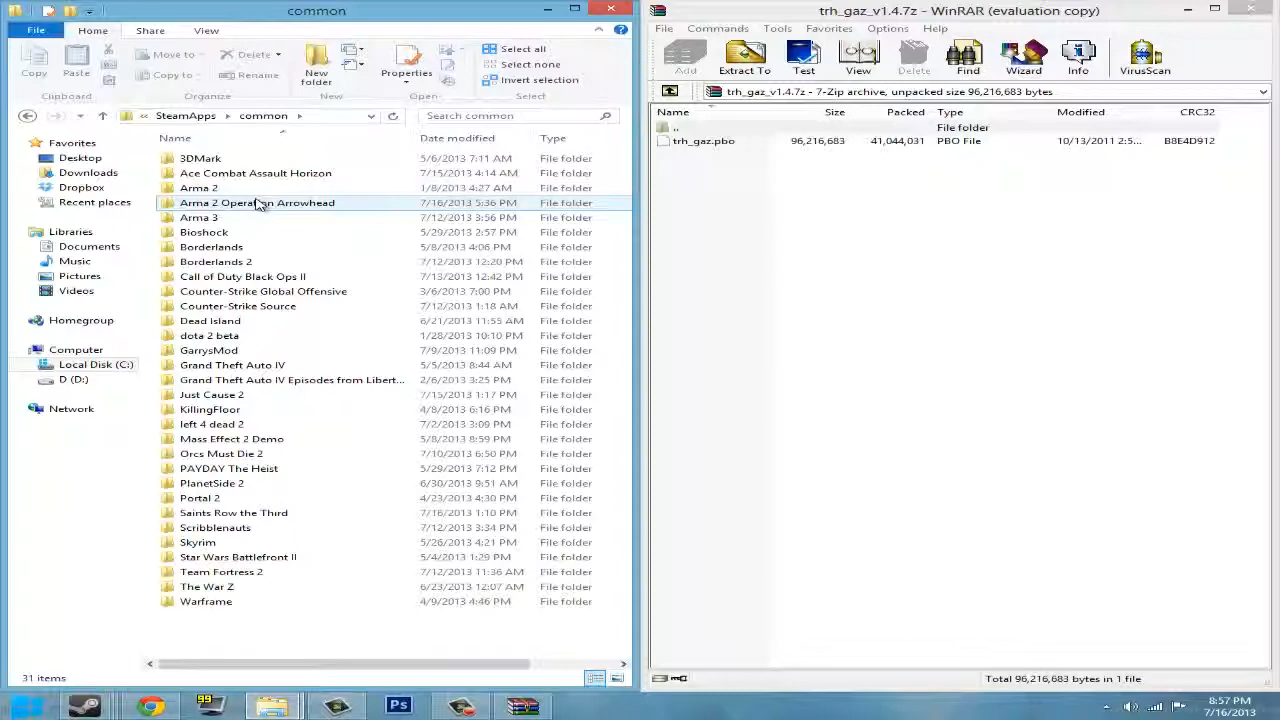 common
File Home Share View
Copy Paste Move to Copy to Delete Rename New folder Properties Select all Select none Invert selection
Clipboard Organize New Open Select
SteamApps common Search common
Name Date modified Type
Favorites
Desktop
Downloads
Dropbox
Recent places
Libraries
Documents
Music
Pictures
Videos
Homegroup
Computer
Local Disk (C:)
D (D:)
Network
3DMark 5/6/2013 7:11 AM File folder
Ace Combat Assault Horizon 7/15/2013 4:14 AM File folder
Arma 2 1/8/2013 4:27 AM File folder
Arma 2 Operation Arrowhead 7/16/2013 5:36 PM File folder
Arma 3 7/12/2013 3:56 PM File folder
Bioshock 5/29/2013 2:57 PM File folder
Borderlands 5/8/2013 4:06 PM File folder
Borderlands 2 7/12/2013 12:20 PM File folder
Call of Duty Black Ops II 7/13/2013 12:42 PM File folder
Counter-Strike Global Offensive 3/6/2013 7:00 PM File folder
Counter-Strike Source 7/12/2013 1:18 AM File folder
Dead Island 6/21/2013 11:55 AM File folder
dota 2 beta 1/28/2013 10:10 PM File folder
GarrysMod 7/9/2013 11:09 PM File folder
Grand Theft Auto IV 5/5/2013 8:44 AM File folder
Grand Theft Auto IV Episodes from Libert... 2/6/2013 3:25 PM File folder
Just Cause 2 7/15/2013 1:17 PM File folder
KillingFloor 4/8/2013 6:16 PM File folder
left 4 dead 2 7/2/2013 3:09 PM File folder
Mass Effect 2 Demo 5/8/2013 8:59 PM File folder
Orcs Must Die 2 7/10/2013 6:50 PM File folder
PAYDAY The Heist 5/29/2013 7:12 PM File folder
PlanetSide 2 6/30/2013 9:51 AM File folder
Portal 2 4/23/2013 4:30 PM File folder
Saints Row the Third 7/16/2013 1:10 PM File folder
Scribblenauts 7/12/2013 3:34 PM File folder
Skyrim 5/26/2013 4:21 PM File folder
Star Wars Battlefront II 5/4/2013 1:29 PM File folder
Team Fortress 2 7/12/2013 11:36 AM File folder
The War Z 6/23/2013 12:07 AM File folder
Warframe 4/9/2013 4:46 PM File folder
31 items
trh_gaz_v1.4.7z - WinRAR (evaluation copy)
File Commands Tools Favorites Options Help
Add Extract To Test View Delete Find Wizard Info VirusScan
trh_gaz_v1.4.7z - 7-Zip archive, unpacked size 96,216,683 bytes
Name Size Packed Type Modified CRC32
.. File folder
trh_gaz.pbo 96,216,683 41,044,031 PBO File 10/13/2011 2:5... B8E4D912
Total 96,216,683 bytes in 1 file
99 Ps 8:57 PM
7/16/2013